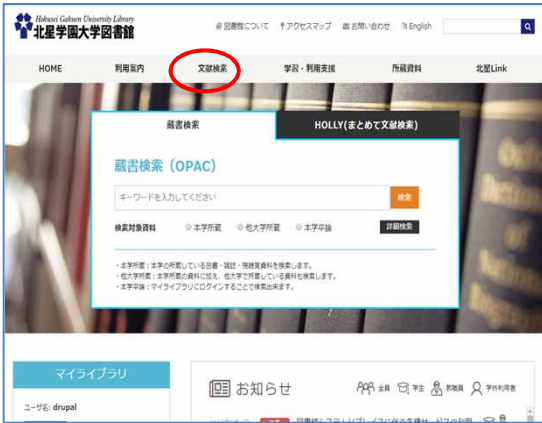 Hokusei Gakuen University Library
北星学園大学図書館
図書館について アクセスマップ お問い合わせ English
HOME 利用案内 文献検索 学習・利用支援 所蔵資料 北星Link
蔵書検索 HOLLY(まとめて文献検索)
蔵書検索（OPAC）
キーワードを入力してください 検索
検索対象資料 本学所蔵 他大学所蔵 本学卒論 詳細検索
・本学所蔵：本学の所蔵している図書・雑誌・視聴覚資料を検索します。
・他大学所蔵：本学所蔵の資料に加え、他大学で所蔵している資料も検索します。
・本学卒論：マイライブラリにログインすることで検索出来ます。
マイライブラリ
お知らせ 全員 学生 教職員 学外利用者
ユーザ名: drupal